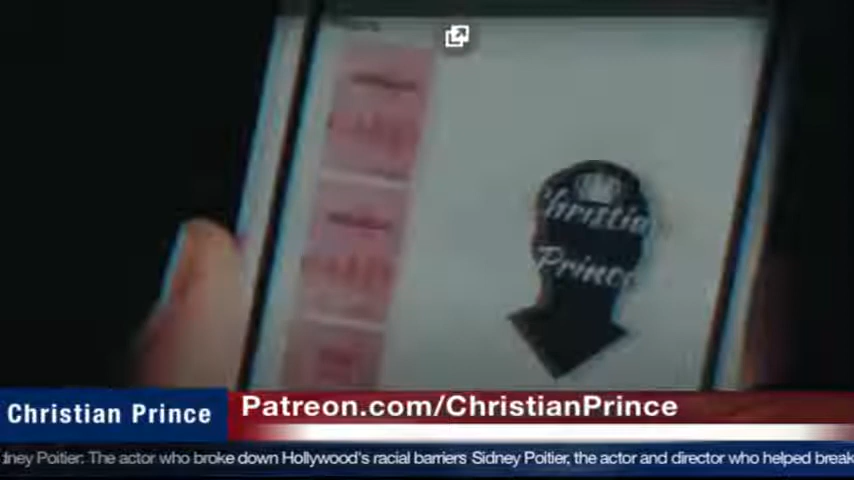 Christian
Prince
Christian Prince
Patreon.com/ChristianPrince
dney Poitier: The actor who broke down Hollywood's racial barriers Sidney Poitier, the actor and director who helped break